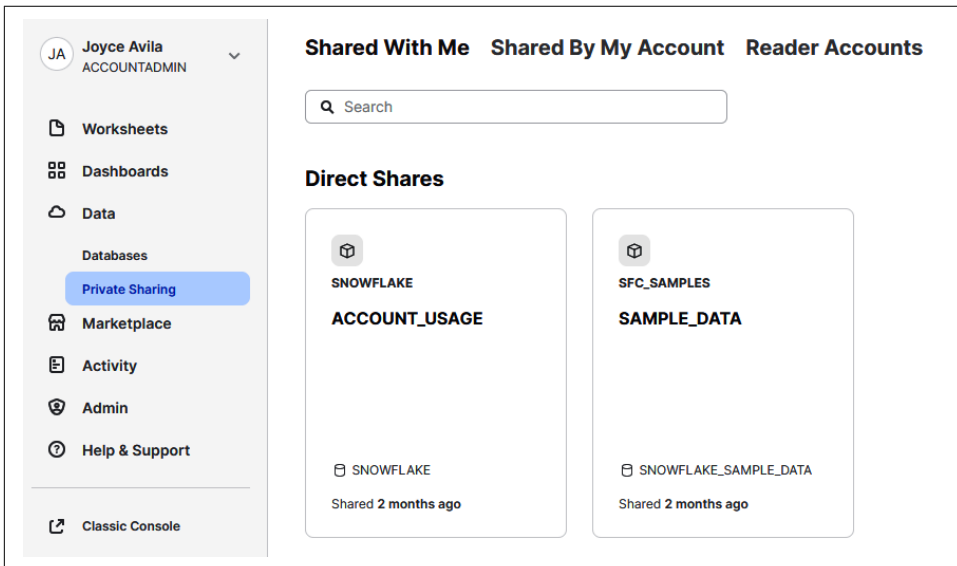 JA
Joyce Avila
ACCOUNTADMIN
Worksheets
Dashboards
Data
Databases
Private Sharing
Marketplace
Activity
Admin
Help & Support
Classic Console
Shared With Me Shared By My Account Reader Accounts
Search
Direct Shares
SNOWFLAKE
ACCOUNT_USAGE
SNOWFLAKE
Shared 2 months ago
SFC_SAMPLES
SAMPLE_DATA
SNOWFLAKE_SAMPLE_DATA
Shared 2 months ago